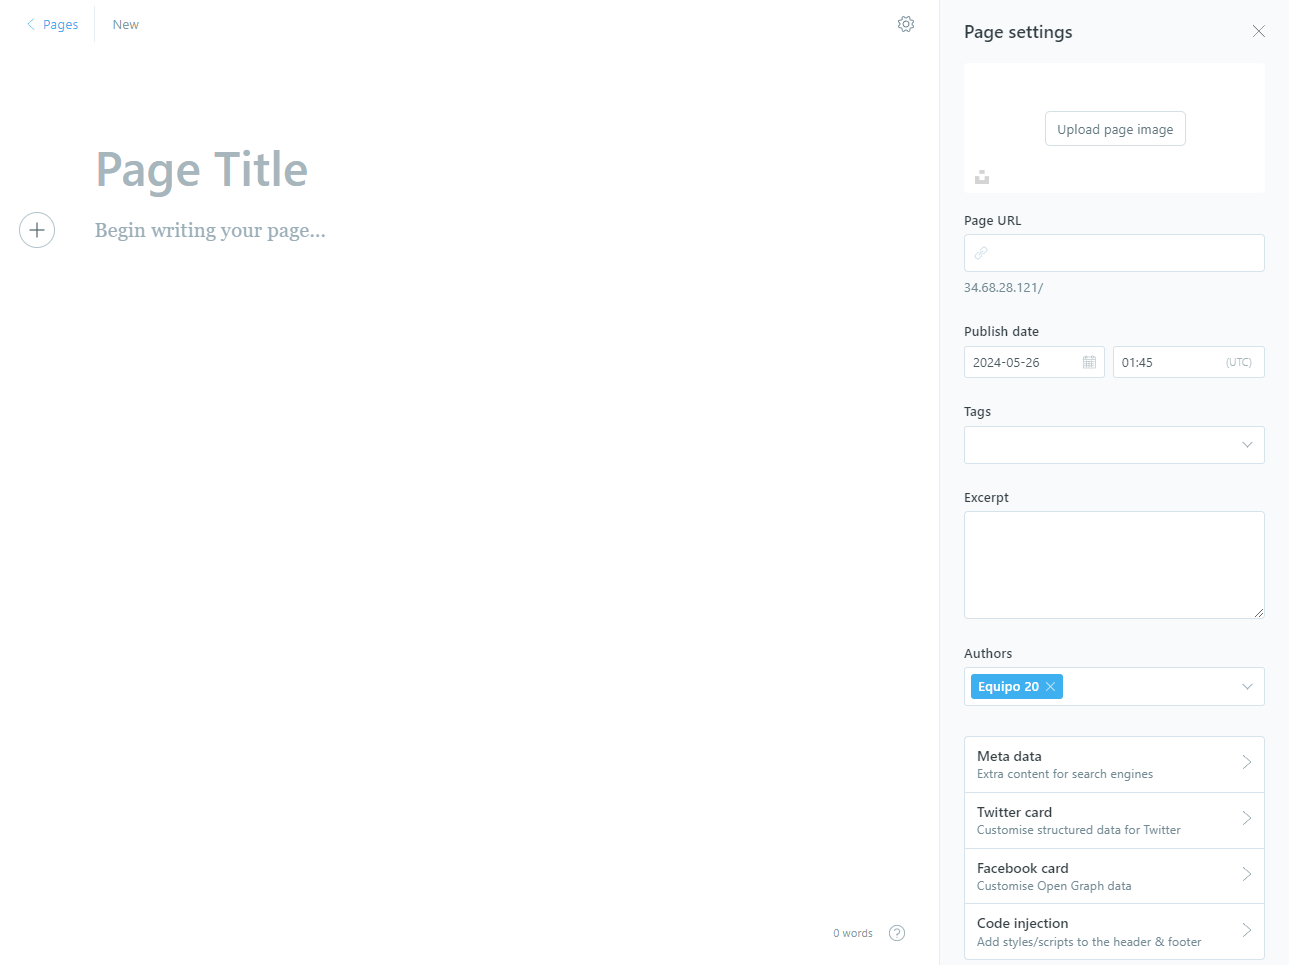 Pages
New
Page Title
Begin writing your page...
0 words
?
Page settings
Upload page image
Page URL
34.68.28.121/
Publish date
2024-05-26
01:45 (UTC)
Tags
Excerpt
Authors
Equipo 20
Meta data
Extra content for search engines
Twitter card
Customise structured data for Twitter
Facebook card
Customise Open Graph data
Code injection
Add styles/scripts to the header & footer